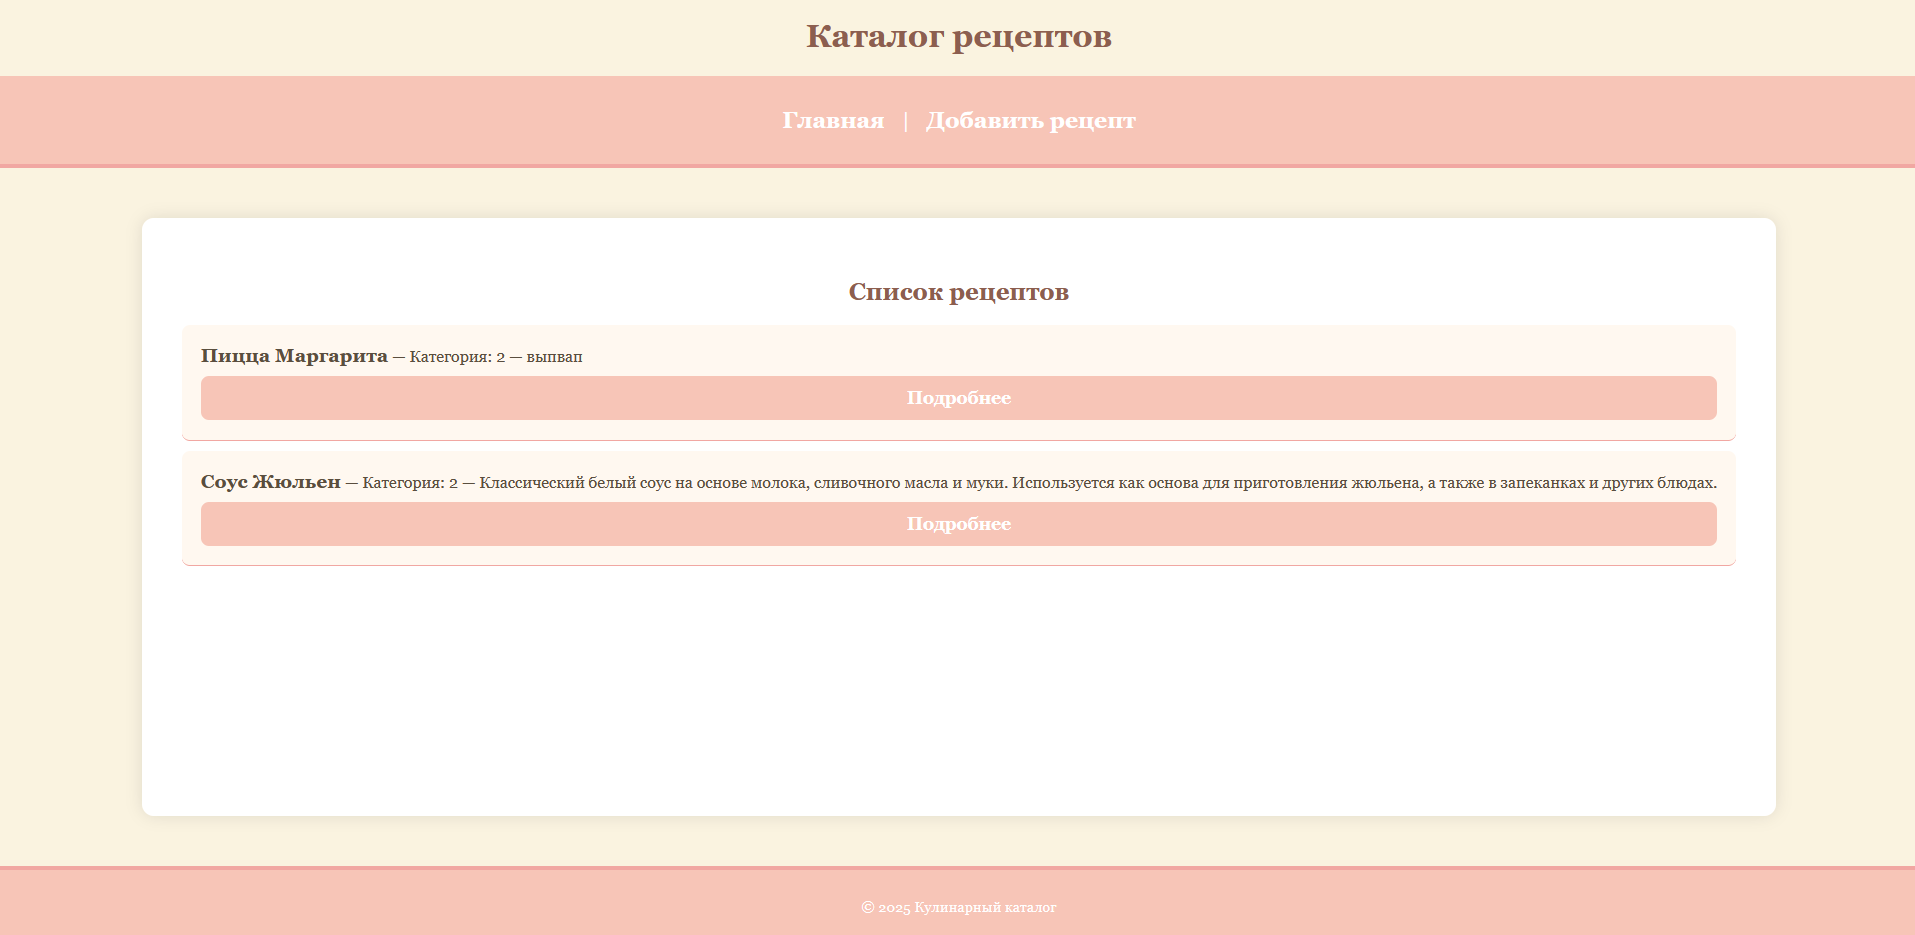 Каталог рецептов
Главная | Добавить рецепт
Список рецептов
Пицца Маргарита — Категория: 2 — выпвап
Подробнее
Соус Жюльен — Категория: 2 — Классический белый соус на основе молока, сливочного масла и муки. Используется как основа для приготовления жюльена, а также в запеканках и других блюдах.
Подробнее
© 2025 Кулинарный каталог